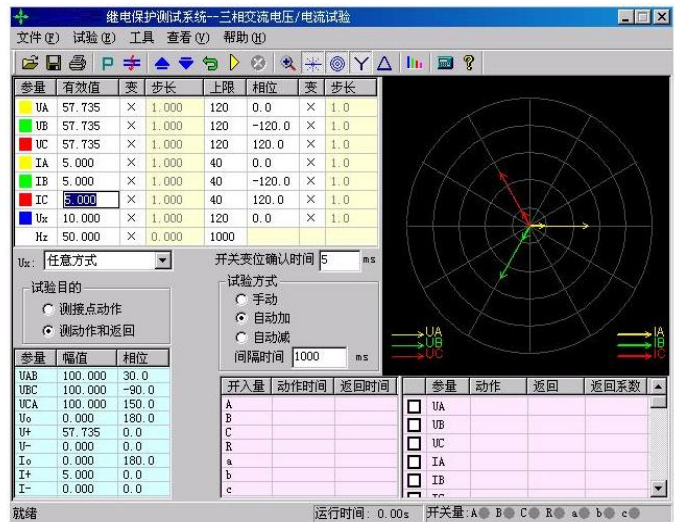 继电保护测试系统--三相交流电压/电流试验
文件(F) 试验(E) 工具 查看(V) 帮助(H)
参量 有效值 变 步长 上限 相位 变 步长
UA 57.735 × 1.000 120 0.0 × 1.0
UB 57.735 × 1.000 120 -120.0 × 1.0
UC 57.735 × 1.000 120 120.0 × 1.0
IA 5.000 × 1.000 40 0.0 × 1.0
IB 5.000 × 1.000 40 -120.0 × 1.0
IC 5.000 × 1.000 40 120.0 × 1.0
Ux 10.000 × 1.000 120 0.0 × 1.0
Hz 50.000 × 0.000 1000
Ux: 任意方式
开关变位确认时间 5 ms
试验目的
测接点动作
测动作和返回
试验方式
手动
自动加
自动减
间隔时间 1000 ms
UA
UB
UC
IA
IB
IC
参量 幅值 相位
UAB 100.000 30.0
UBC 100.000 -90.0
UCA 100.000 150.0
Uo 0.000 180.0
U+ 57.735 0.0
U- 0.000 0.0
Io 0.000 180.0
I+ 5.000 0.0
I- 0.000 0.0
开入量 动作时间 返回时间
A
B
C
R
a
b
c
参量 动作 返回 返回系数
UA
UB
UC
IA
IB
就绪 运行时间: 0.00s 开关量:A B C R a b c